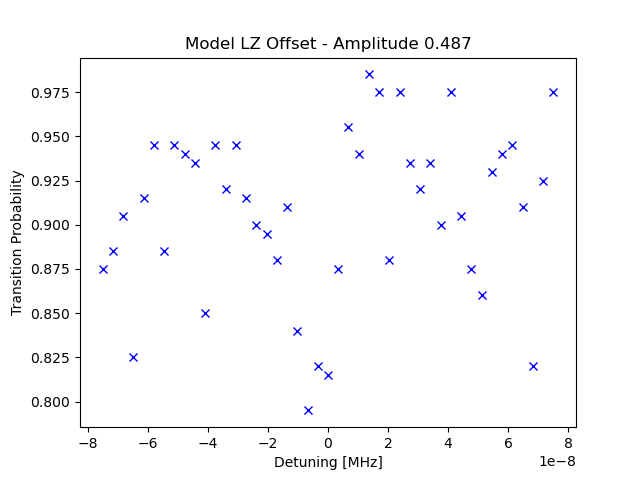 Model LZ Offset - Amplitude 0.487
Transition Probability
0.975
0.950
0.925
0.900
0.875
0.850
0.825
0.800
−8 −6 −4 −2 0 2 4 6 8
1e−8
Detuning [MHz]